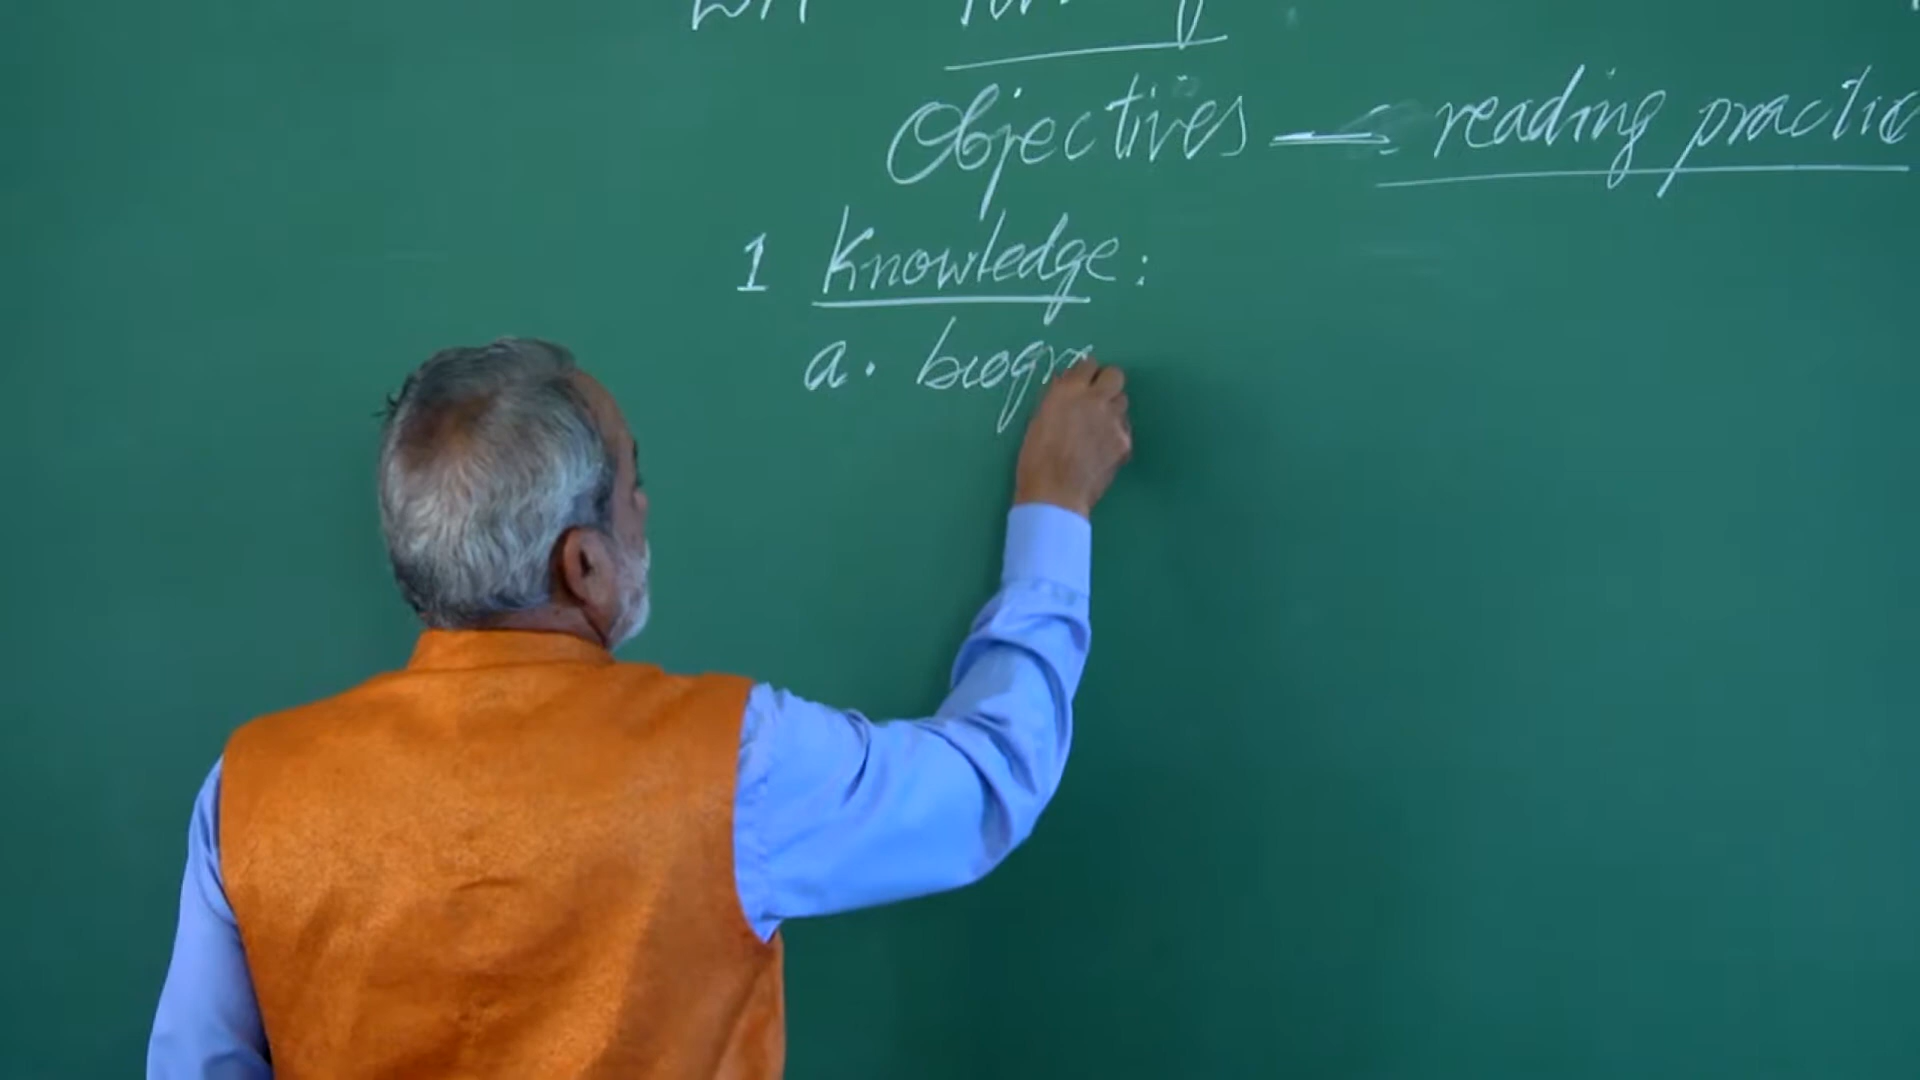 Objectives — reading practic
1 Knowledge:
a. biogr